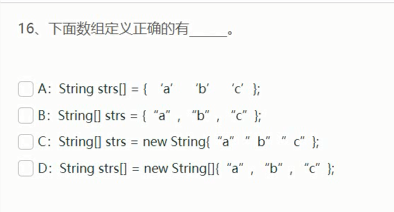 16、下面数组定义正确的有_____。
A：String strs[] = { ‘a’ ‘b’ ‘c’};
B：String[] strs = {“a”, “b”, “c”};
C：String[] strs = new String{“a” ”b” ”c”};
D：String strs[] = new String[]{“a”, “b”, “c”};